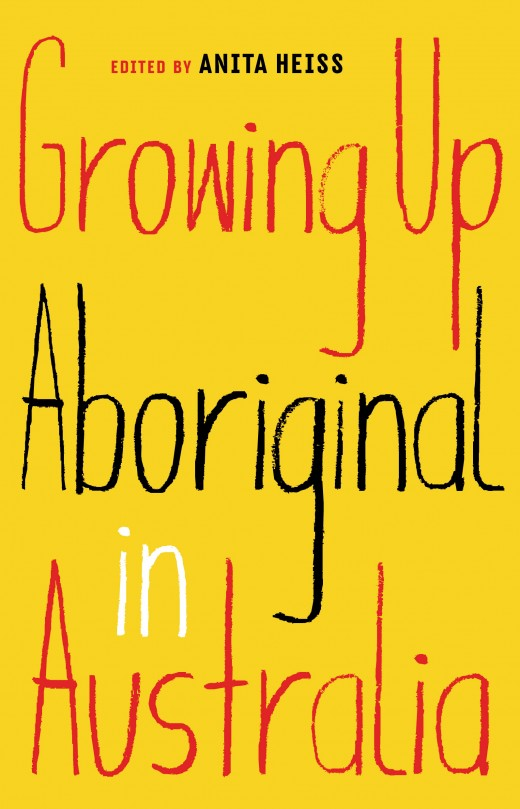 EDITED BY ANITA HEISS
Growing Up
Aboriginal
in
Australia